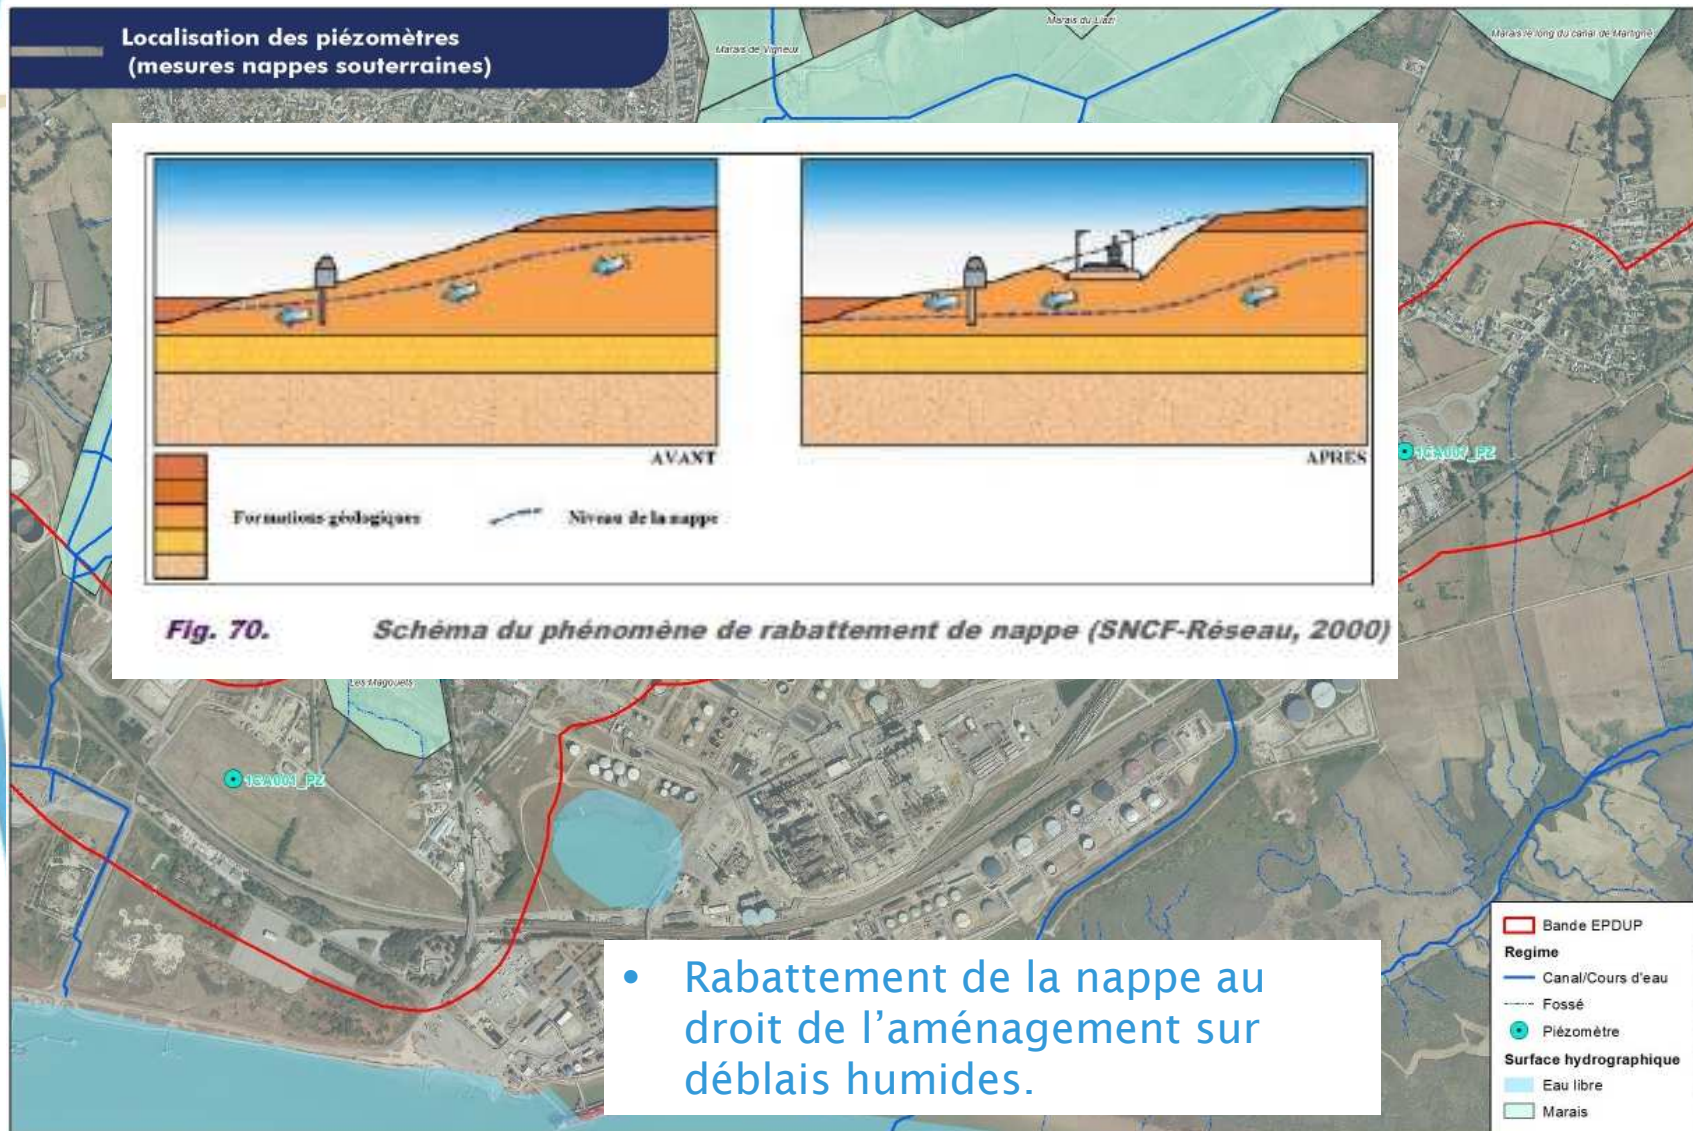 Localisation des piézomètres
(mesures nappes souterraines)
Marais de Vigneux
Marais du Liazi
Marais le long du canal de Martigné
AVANT
APRES
Formations géologiques
Niveau de la nappe
Fig. 70. Schéma du phénomène de rabattement de nappe (SNCF-Réseau, 2000)
1CA007_PZ
Les Magouëts
1CA001_PZ
• Rabattement de la nappe au
droit de l’aménagement sur
déblais humides.
Bande EPDUP
Regime
Canal/Cours d'eau
Fossé
Piézomètre
Surface hydrographique
Eau libre
Marais